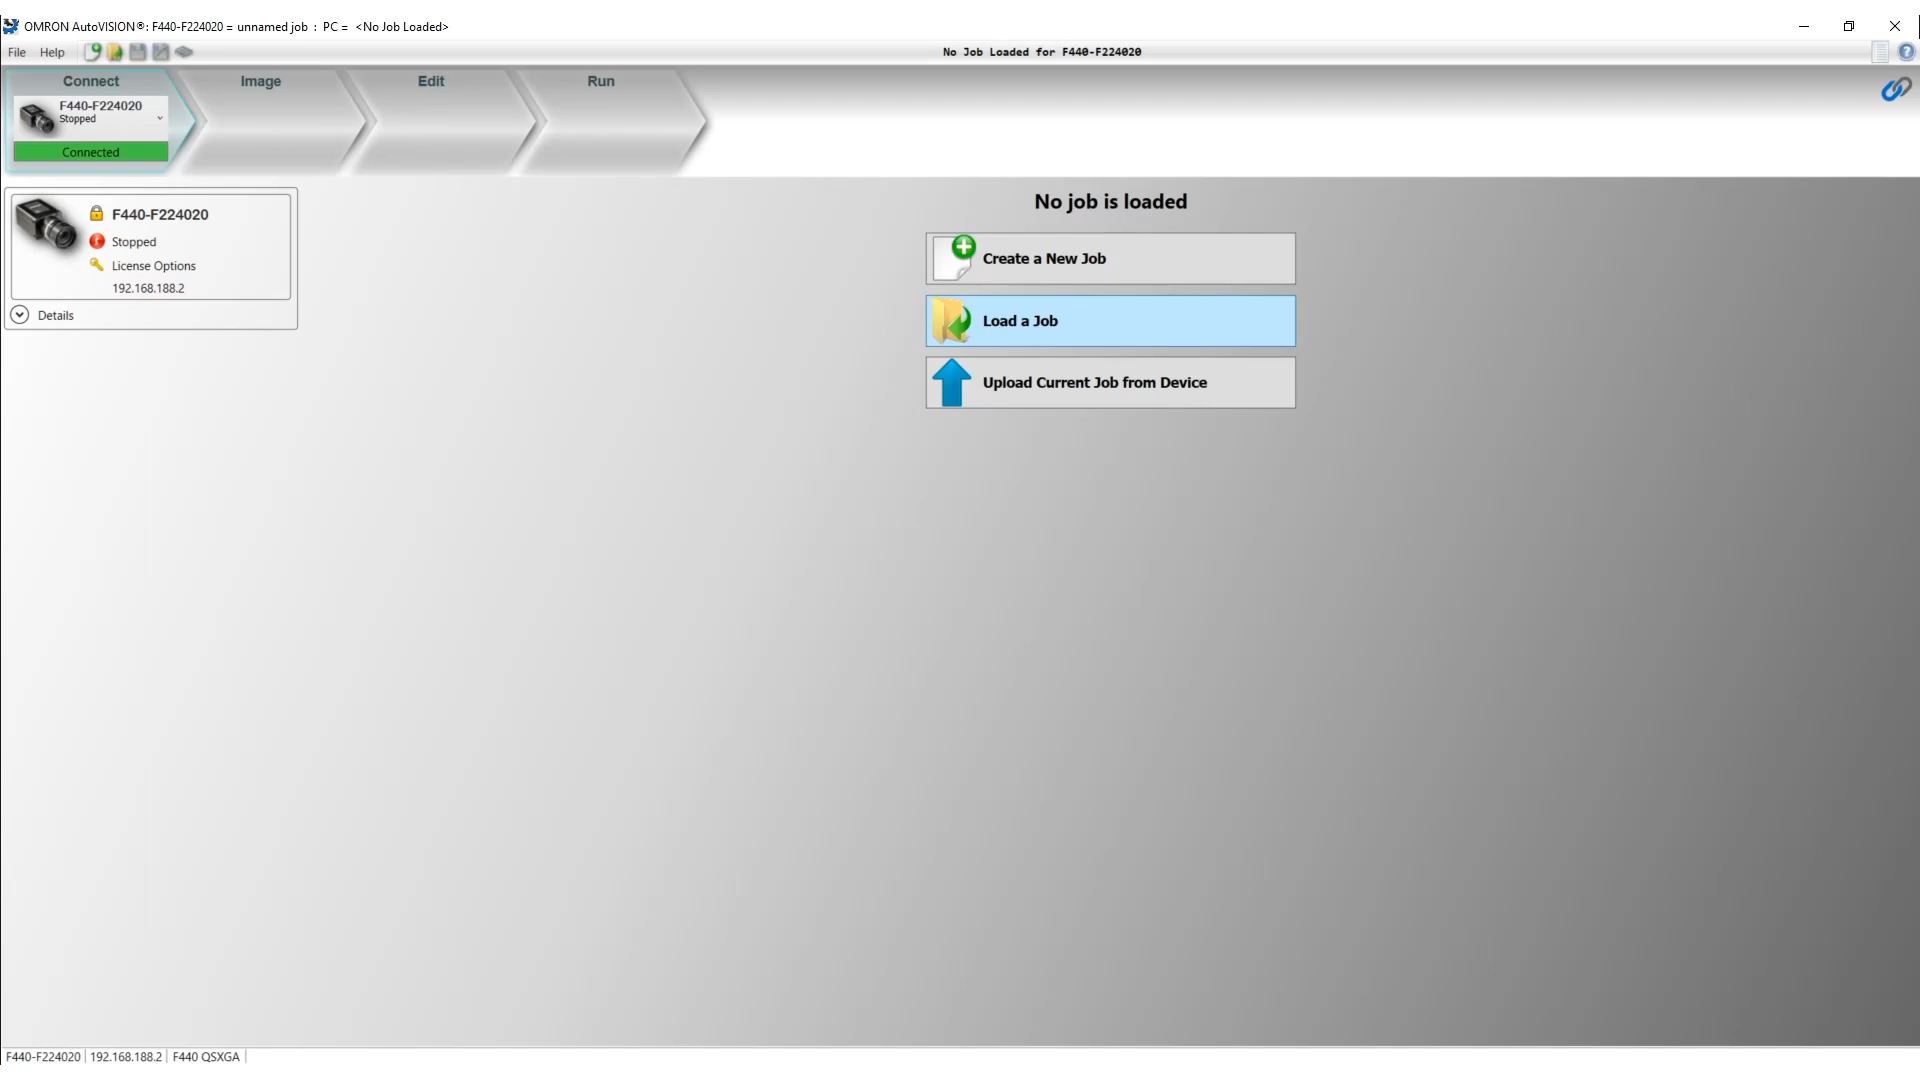 OMRON AutoVISION®: F440-F224020 = unnamed job : PC = <No Job Loaded>
File Help No Job Loaded for F440-F224020
Connect Image Edit Run
F440-F224020
Stopped
Connected
F440-F224020
Stopped
License Options
192.168.188.2
Details
No job is loaded
Create a New Job
Load a Job
Upload Current Job from Device
F440-F224020 192.168.188.2 F440 QSXGA